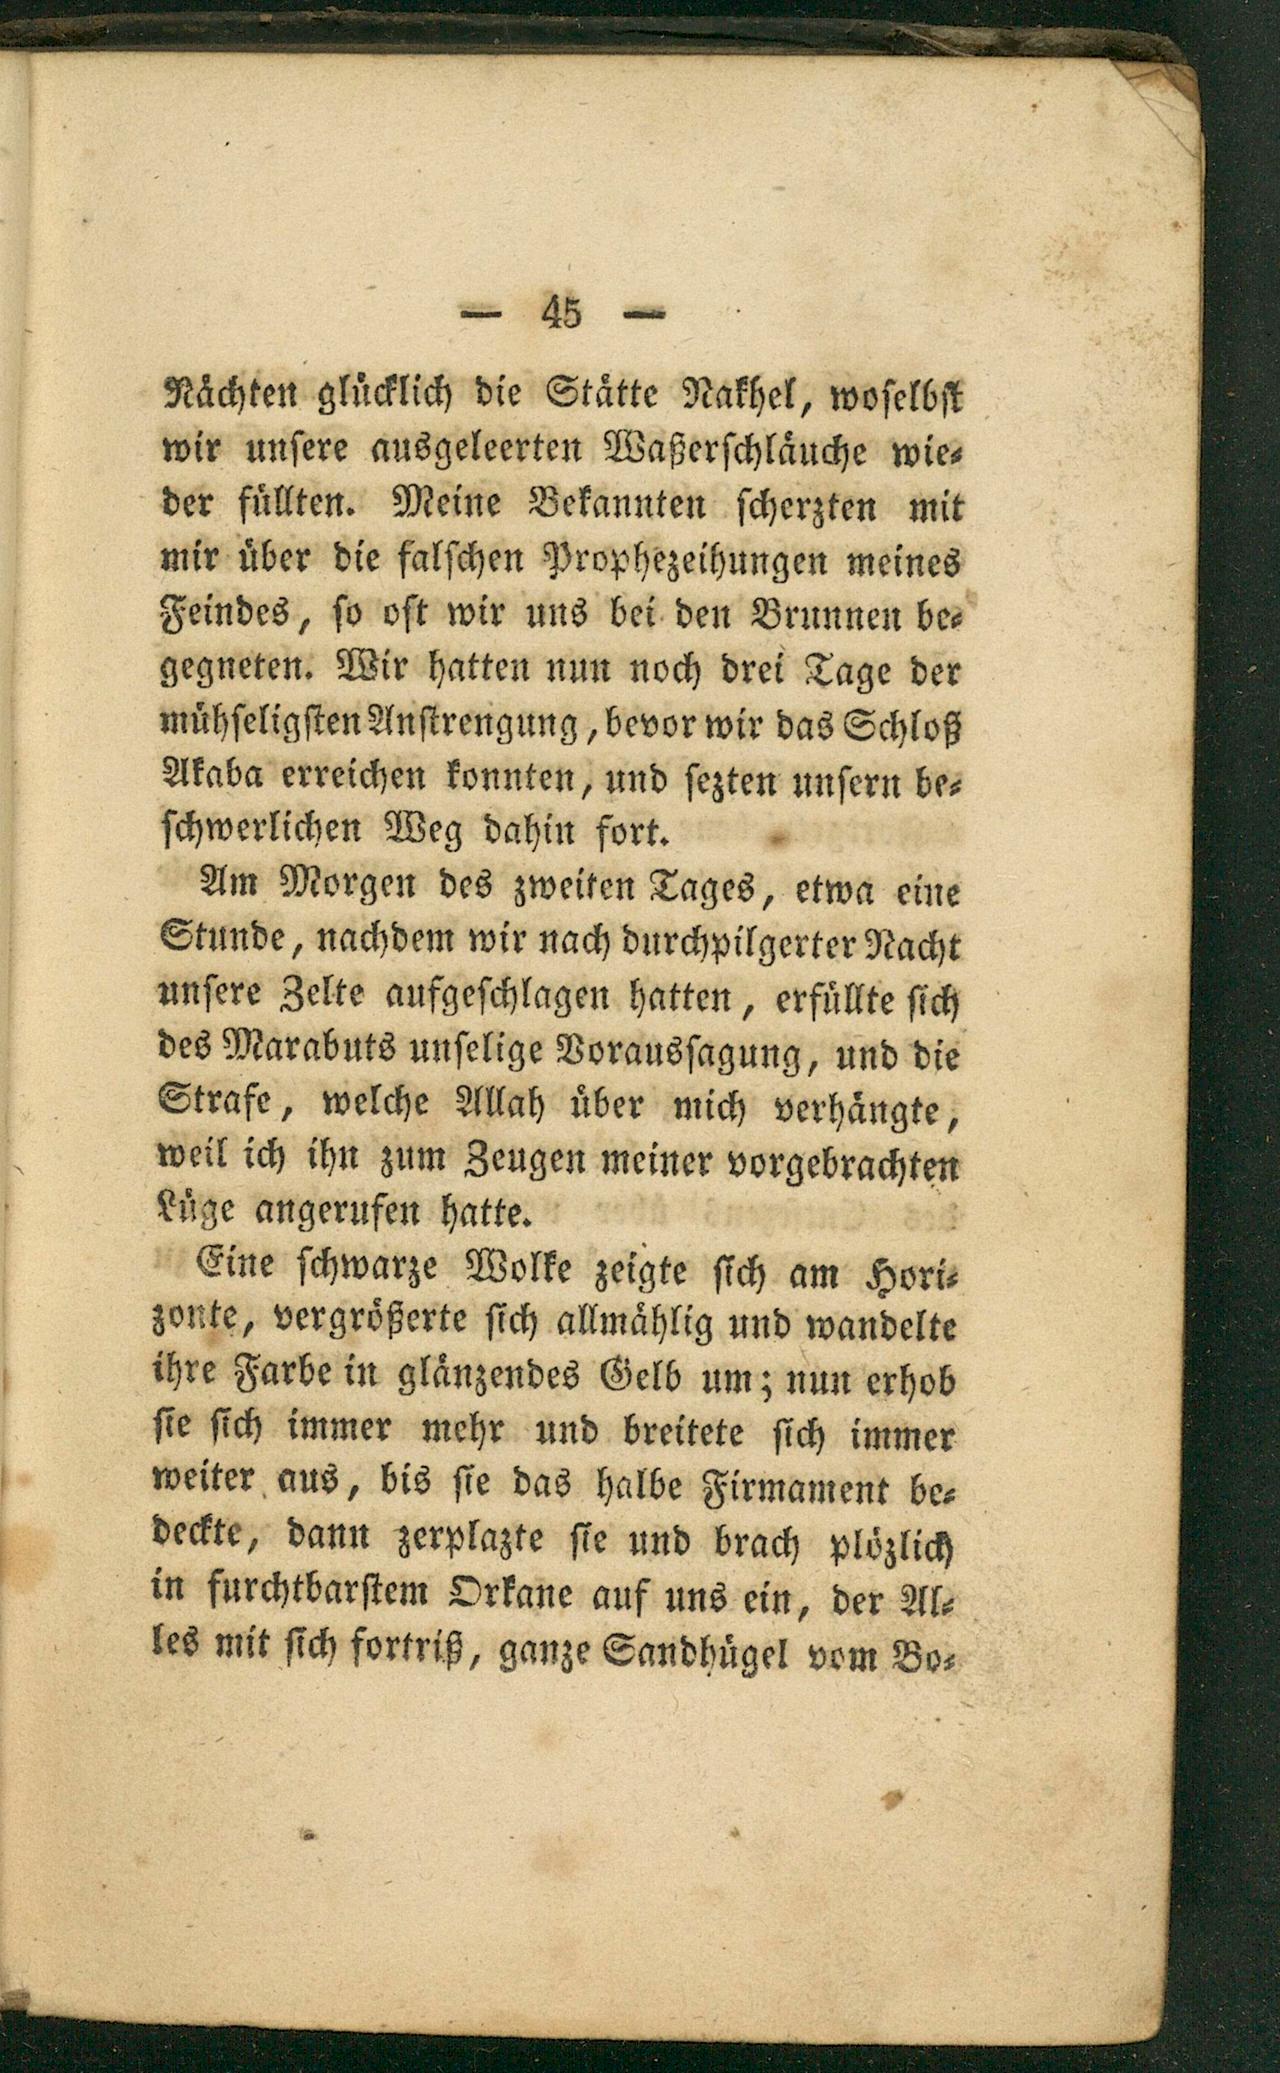 — 45 —
Nächten glücklich die Stätte Nakhel, woselbst
wir unsere ausgeleerten Waßerschläuche wie-
der füllten. Meine Bekannten scherzten mit
mir über die falschen Prophezeihungen meines
Feindes, so oft wir uns bei den Brunnen be-
gegneten. Wir hatten nun noch drei Tage der
mühseligsten Anstrengung, bevor wir das Schloß
Akaba erreichen konnten, und sezten unsern be-
schwerlichen Weg dahin fort.
Am Morgen des zweiten Tages, etwa eine
Stunde, nachdem wir nach durchpilgerter Nacht
unsere Zelte aufgeschlagen hatten, erfüllte sich
des Marabuts unselige Voraussagung, und die
Strafe, welche Allah über mich verhängte,
weil ich ihn zum Zeugen meiner vorgebrachten
Lüge angerufen hatte.
Eine schwarze Wolke zeigte sich am Hori-
zonte, vergrößerte sich allmählig und wandelte
ihre Farbe in glänzendes Gelb um; nun erhob
sie sich immer mehr und breitete sich immer
weiter aus, bis sie das halbe Firmament be-
deckte, dann zerplazte sie und brach plözlich
in furchtbarstem Orkane auf uns ein, der Al-
les mit sich fortriß, ganze Sandhügel vom Bo-